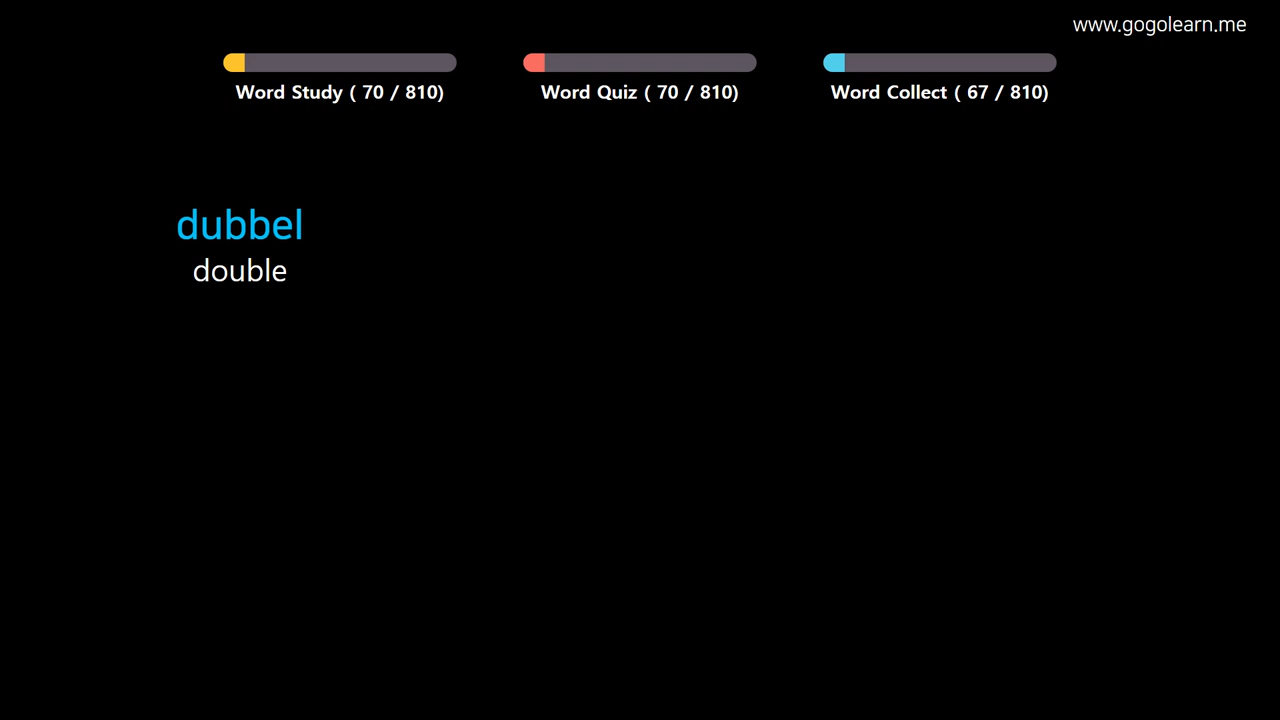 www.gogolearn.me
Word Study ( 70 / 810)
Word Quiz ( 70 / 810)
Word Collect ( 67 / 810)
dubbel
double